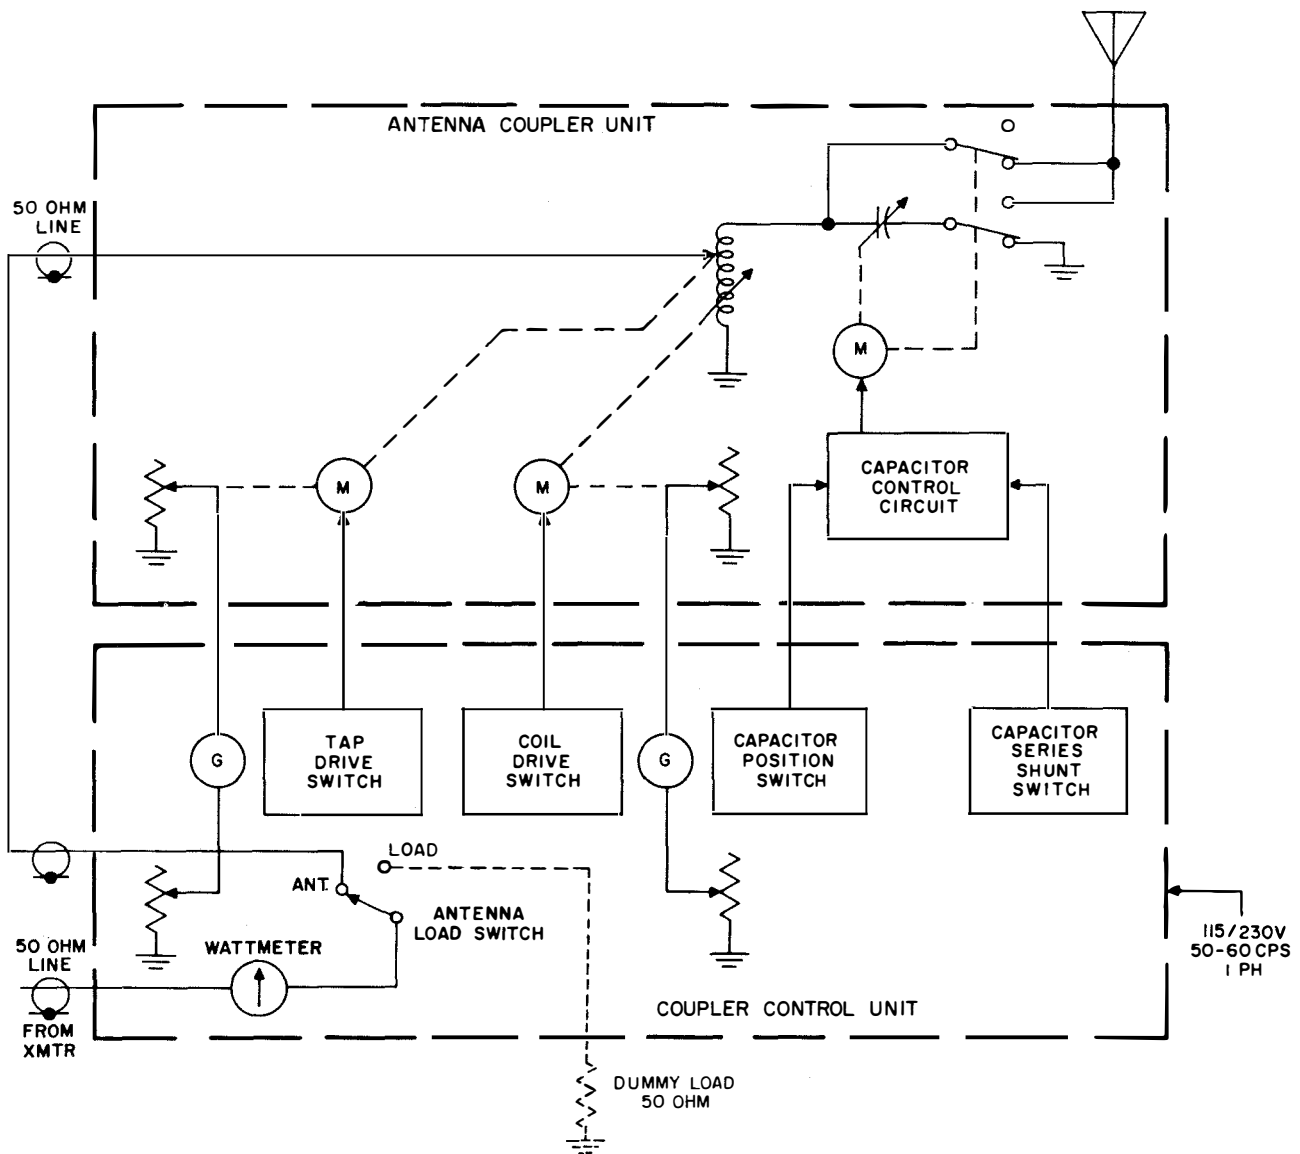 ANTENNA COUPLER UNIT
50 OHM
LINE
M
M
M
CAPACITOR
CONTROL
CIRCUIT
G
TAP
DRIVE
SWITCH
COIL
DRIVE
SWITCH
G
CAPACITOR
POSITION
SWITCH
CAPACITOR
SERIES
SHUNT
SWITCH
LOAD
ANT.
ANTENNA
LOAD SWITCH
WATTMETER
50 OHM
LINE
FROM
XMTR
COUPLER CONTROL UNIT
115/230V
50-60 CPS
1 PH
DUMMY LOAD
50 OHM